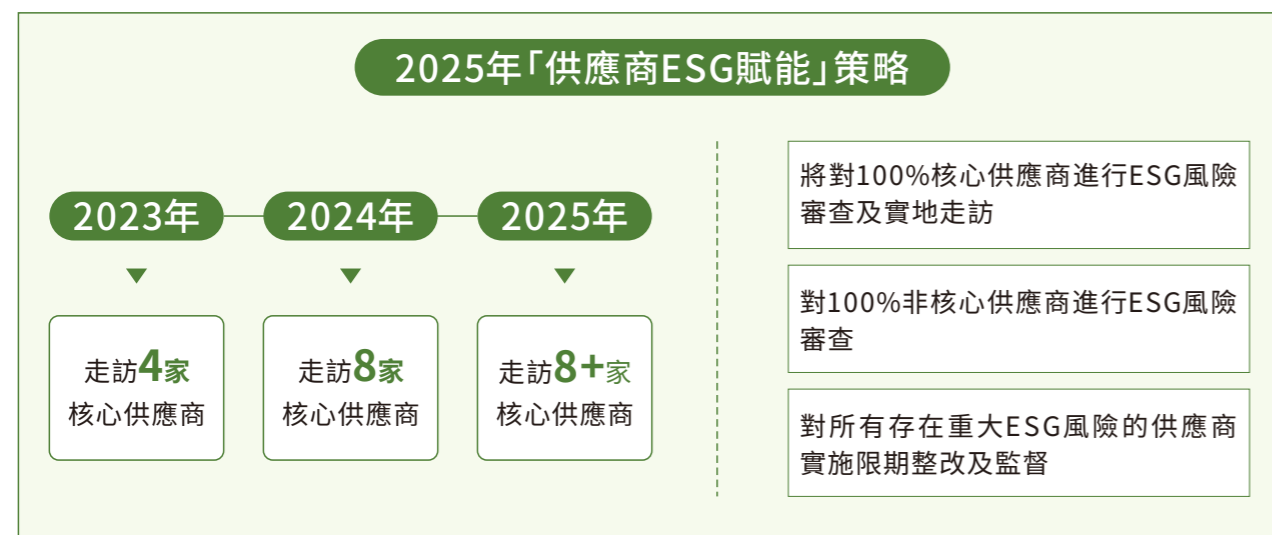 2025年「供應商ESG賦能」策略
2023年
2024年
2025年
走訪4家
核心供應商
走訪8家
核心供應商
走訪8+家
核心供應商
將對100%核心供應商進行ESG風險
審查及實地走訪
對100%非核心供應商進行ESG風險
審查
對所有存在重大ESG風險的供應商
實施限期整改及監督